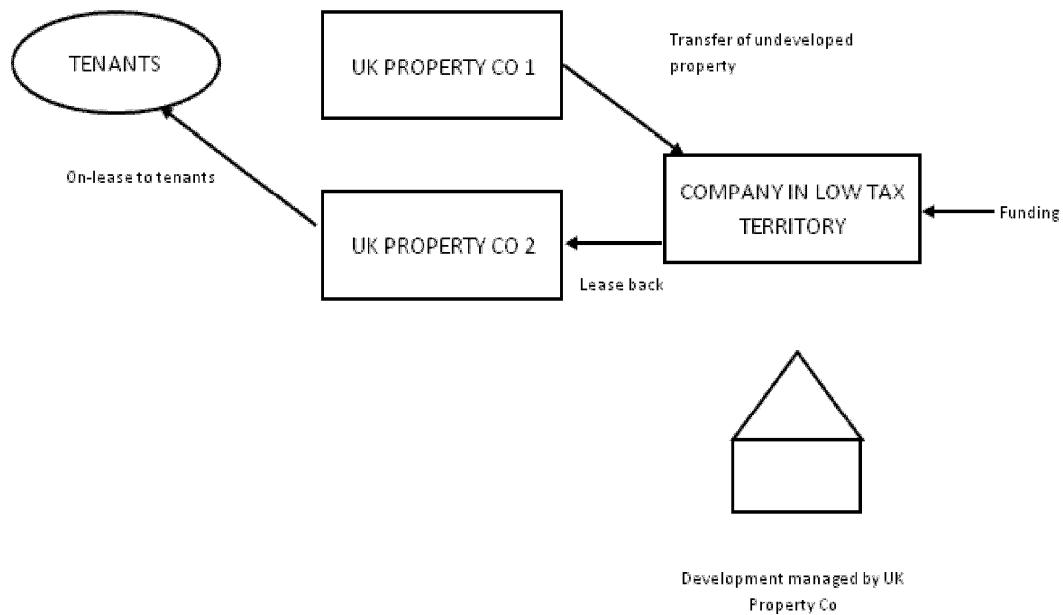 TENANTS
UK PROPERTY CO 1
Transfer of undeveloped
property
On-lease to tenants
UK PROPERTY CO 2
COMPANY IN LOW TAX
TERRITORY
Funding
Lease back
Development managed by UK
Property Co